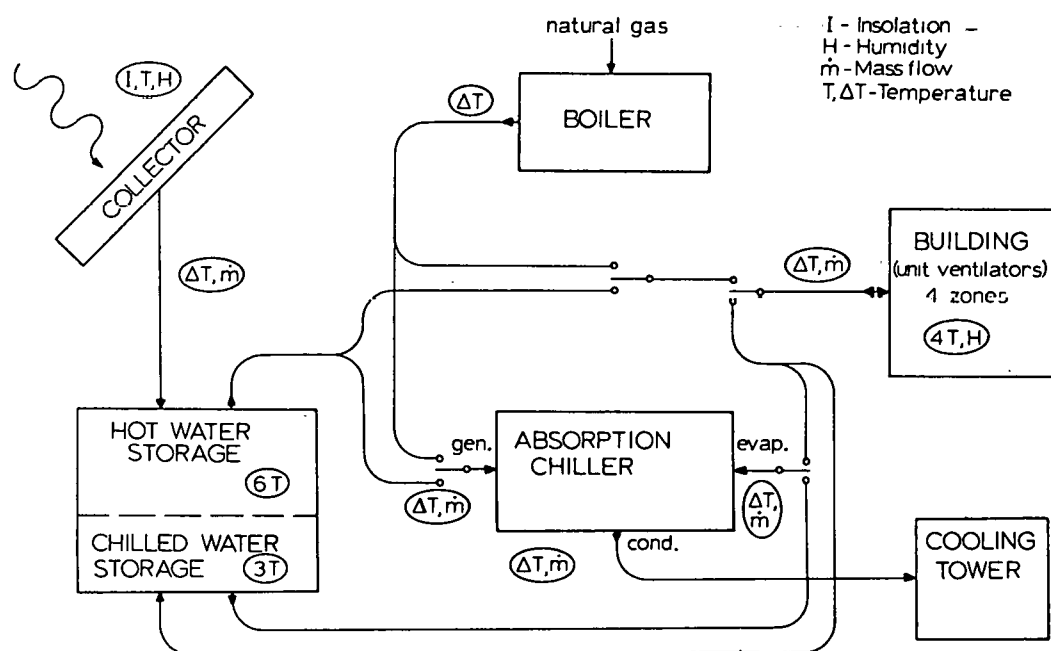 natural gas
I - Insolation
H - Humidity
ṁ - Mass flow
T, ΔT - Temperature
I, T, H
COLLECTOR
ΔT
BOILER
ΔT, ṁ
ΔT, ṁ
BUILDING
(unit ventilators)
4 zones
4T, H
HOT WATER
STORAGE
6T
CHILLED WATER
STORAGE
3T
gen.
ΔT, ṁ
ABSORPTION
CHILLER
evap.
ΔT,
ṁ
cond.
ΔT, ṁ
COOLING
TOWER